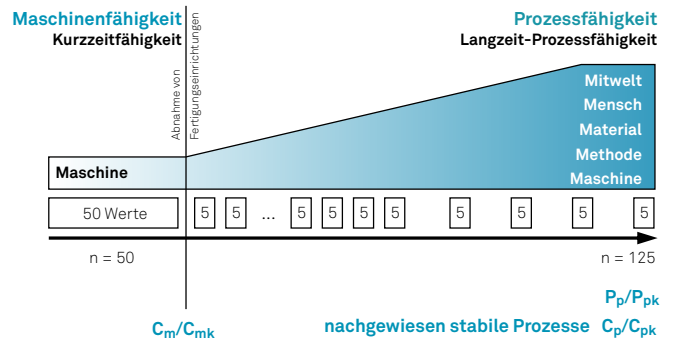 Maschinenfähigkeit
Kurzzeitfähigkeit
Prozessfähigkeit
Langzeit-Prozessfähigkeit
Abnahme von
Fertigungseinrichtungen
Mitwelt
Mensch
Material
Methode
Maschine
Maschine
50 Werte
5 5 ... 5 5 5 5 5 5 5 5
n = 50
n = 125
Pp/Ppk
Cm/Cmk
nachgewiesen stabile Prozesse Cp/Cpk